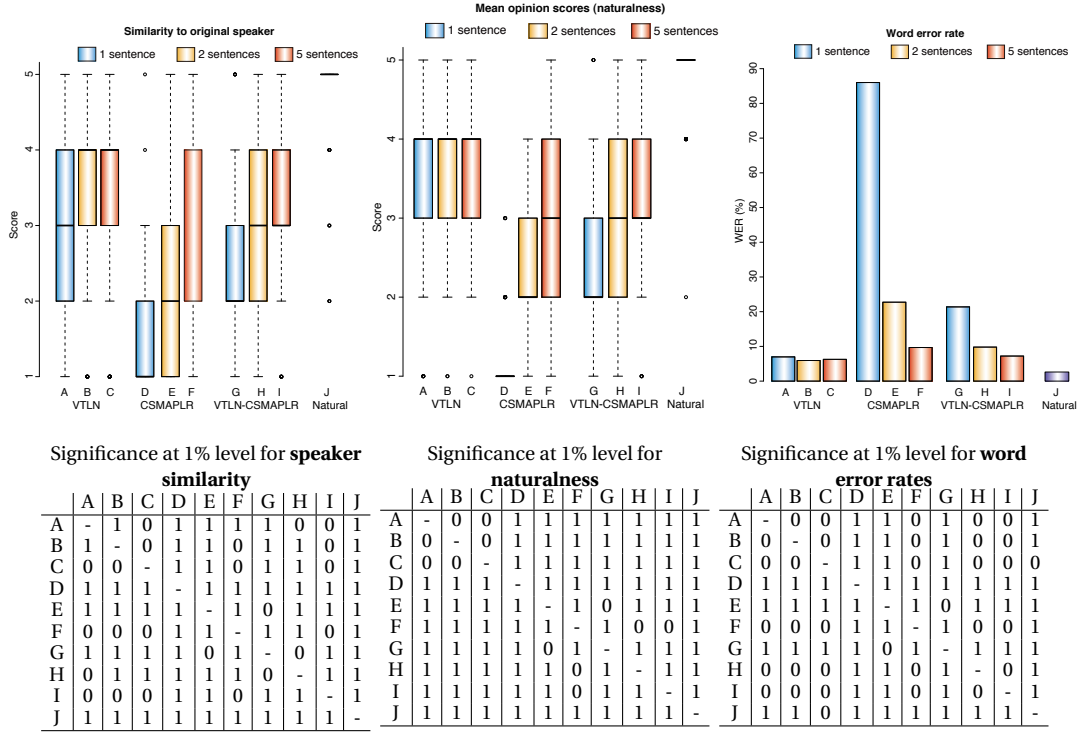 Similarity to original speaker
1 sentence 2 sentences 5 sentences
Score
5
4
3
2
1
A B C D E F G H I J
VTLN CSMAPLR VTLN-CSMAPLR Natural
Mean opinion scores (naturalness)
1 sentence 2 sentences 5 sentences
Score
5
4
3
2
1
A B C D E F G H I J
VTLN CSMAPLR VTLN-CSMAPLR Natural
Word error rate
1 sentence 2 sentences 5 sentences
WER (%)
90
80
70
60
50
40
30
20
10
0
A B C D E F G H I J
VTLN CSMAPLR VTLN-CSMAPLR Natural
Significance at 1% level for speaker
similarity
A B C D E F G H I J
A - 1 0 1 1 1 1 0 0 1
B 1 - 0 1 1 0 1 1 0 1
C 0 0 - 1 1 0 1 1 0 1
D 1 1 1 - 1 1 1 1 1 1
E 1 1 1 1 - 1 0 1 1 1
F 0 0 0 1 1 - 1 1 0 1
G 1 1 1 1 0 1 - 0 1 1
H 0 1 1 1 1 1 0 - 1 1
I 0 0 0 1 1 0 1 1 - 1
J 1 1 1 1 1 1 1 1 1 -
Significance at 1% level for
naturalness
A B C D E F G H I J
A - 0 0 1 1 1 1 1 1 1
B 0 - 0 1 1 1 1 1 1 1
C 0 0 - 1 1 1 1 1 1 1
D 1 1 1 - 1 1 1 1 1 1
E 1 1 1 1 - 1 0 1 1 1
F 1 1 1 1 1 - 1 0 0 1
G 1 1 1 1 0 1 - 1 1 1
H 1 1 1 1 1 0 1 - 1 1
I 1 1 1 1 1 0 1 1 - 1
J 1 1 1 1 1 1 1 1 1 -
Significance at 1% level for word
error rates
A B C D E F G H I J
A - 0 0 1 1 0 1 0 0 1
B 0 - 0 1 1 0 1 0 0 1
C 0 0 - 1 1 0 1 0 0 0
D 1 1 1 - 1 1 1 1 1 1
E 1 1 1 1 - 1 0 1 1 1
F 0 0 0 1 1 - 1 0 0 1
G 1 1 1 1 0 1 - 1 1 1
H 0 0 0 1 1 0 1 - 0 1
I 0 0 0 1 1 0 1 0 - 1
J 1 1 0 1 1 1 1 1 1 -